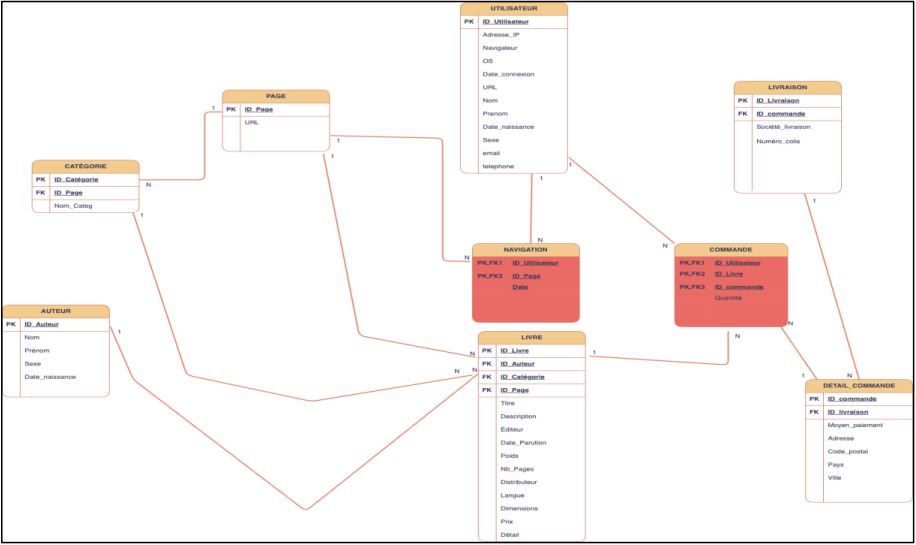 UTILISATEUR
PK ID_Utilisateur
Adresse_IP
Navigateur
OS
Date_connexion
URL
Nom
Prenom
Date_naissance
Sexe
email
telephone
1
1
PAGE
PK ID_Page
URL
1
1
1
LIVRAISON
PK ID_Livraison
FK ID_commande
Société_livraison
Numéro_colis
1
CATÉGORIE
PK ID_Catégorie
FK ID_Page
Nom_Categ
N
1
N
N
NAVIGATION
PK,FK1 ID_Utilisateur
PK,FK2 ID_Page
Date
N
COMMANDE
PK,FK1 ID_Utilisateur
PK,FK2 ID_Livre
PK,FK3 ID_commande
Quantité
N
N
AUTEUR
PK ID_Auteur
Nom
Prénom
Sexe
Date_naissance
1
LIVRE
PK ID_Livre
FK ID_Auteur
FK ID_Catégorie
FK ID_Page
Titre
Description
Éditeur
Date_Parution
Poids
Nb_Pages
Distributeur
Langue
Dimensions
Prix
Détail
N
N
N
1
1
N
DETAIL_COMMANDE
PK ID_commande
FK ID_livraison
Moyen_paiement
Adresse
Code_postal
Pays
Ville